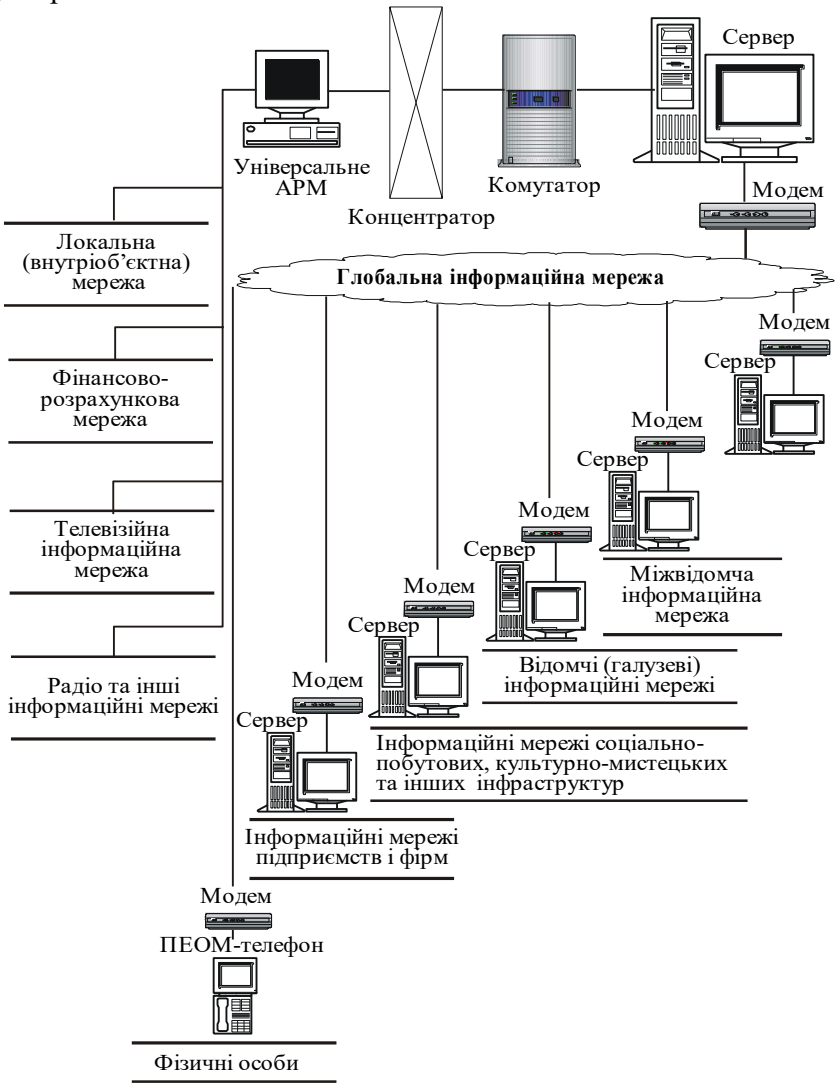 Сервер
Універсальне
АРМ
Комутатор
Модем
Концентратор
Локальна
(внутріоб’єктна)
мережа
Глобальна інформаційна мережа
Модем
Сервер
Фінансово-
розрахункова
мережа
Модем
Сервер
Телевізійна
інформаційна
мережа
Модем
Сервер
Міжвідомча
інформаційна
мережа
Модем
Сервер
Відомчі (галузеві)
інформаційні мережі
Радіо та інші
інформаційні мережі
Модем
Сервер
Інформаційні мережі соціально-
побутових, культурно-мистецьких
та інших інфраструктур
Інформаційні мережі
підприємств і фірм
Модем
ПЕОМ-телефон
Фізичні особи